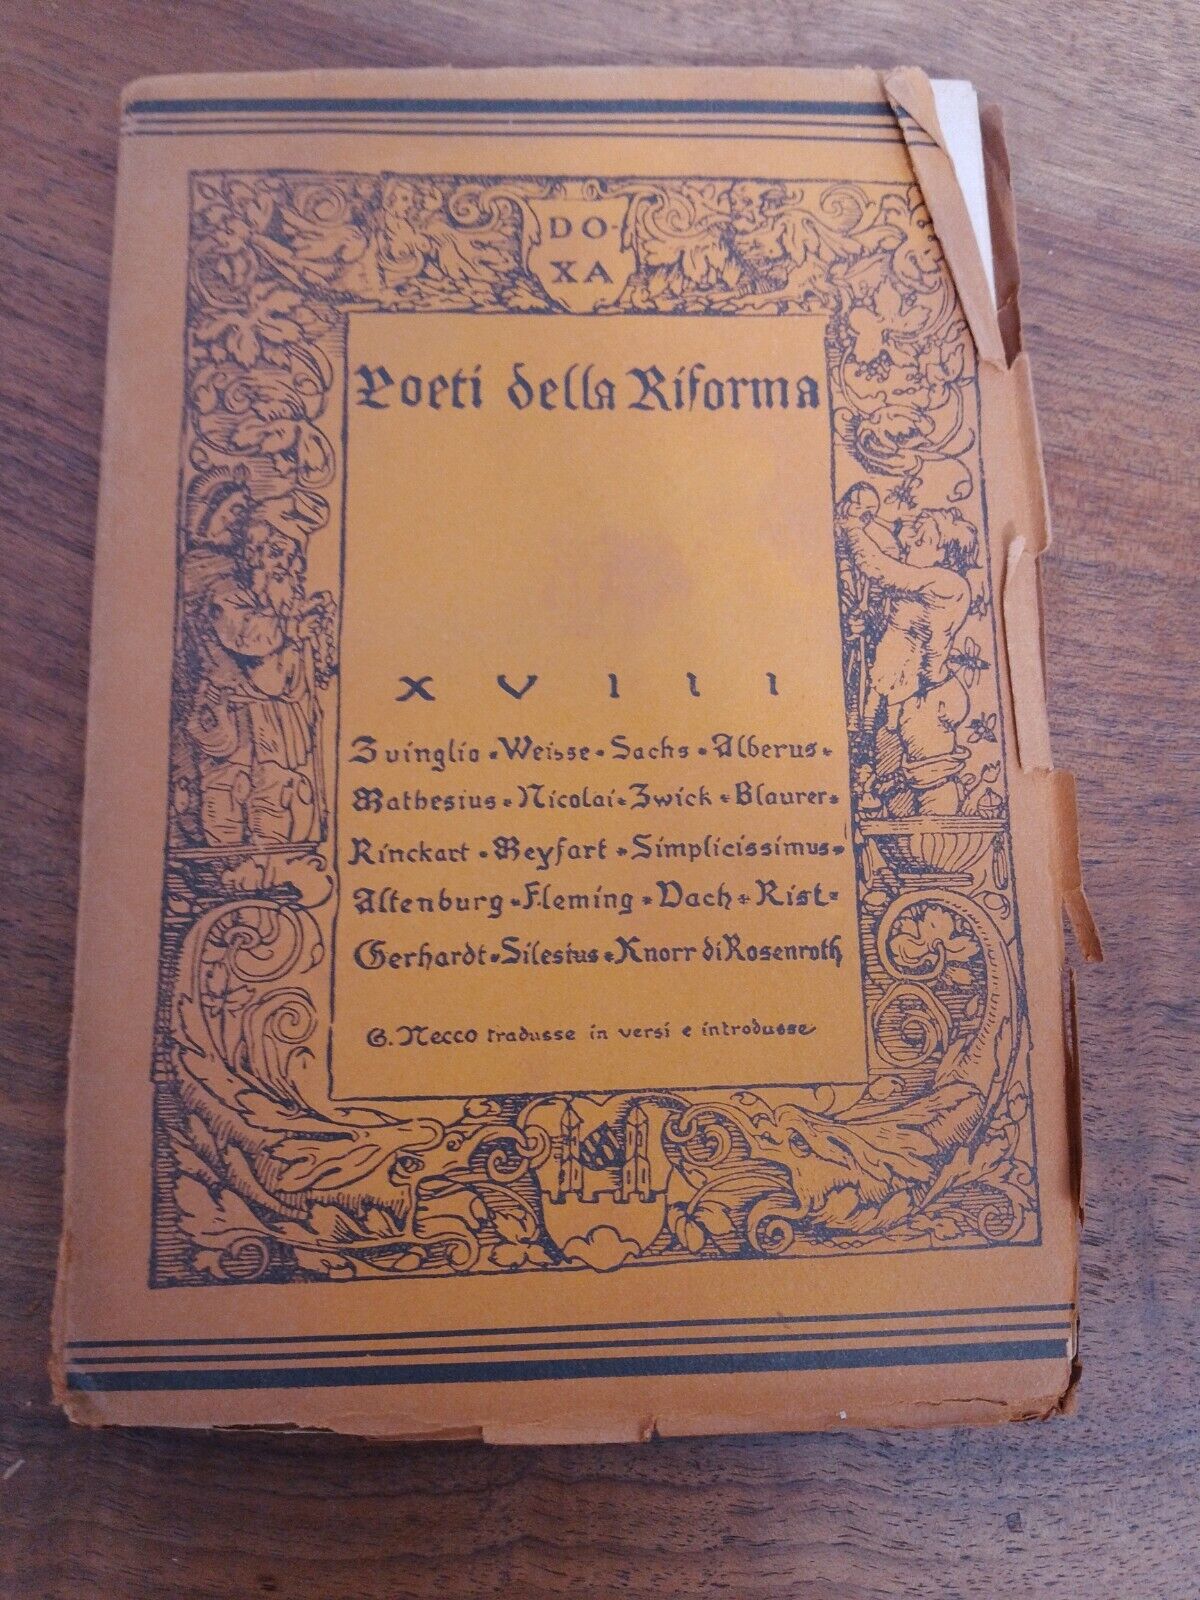 DO-
XA
Poeti della Riforma
XVIII
Zvinglio * Weisse * Sachs * Alberus *
Mathesius * Nicolai * Zwick * Blaurer *
Rinckart * Meyfart * Simplicissimus *
Altenburg * Fleming * Dach * Rist *
Gerhardt * Silesius * Knorr di Rosenroth
G. Necco tradusse in versi e introdusse